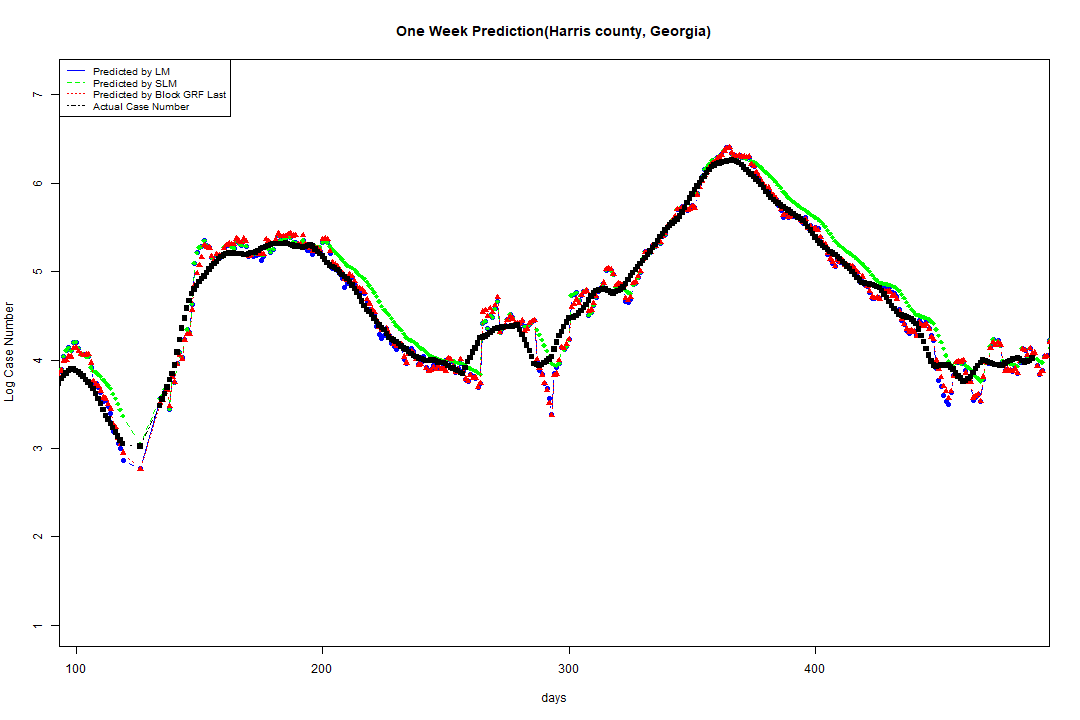 One Week Prediction(Harris county, Georgia)
Predicted by LM
Predicted by SLM
Predicted by Block GRF Last
Actual Case Number
7
6
5
4
3
2
1
Log Case Number
100 200 300 400
days